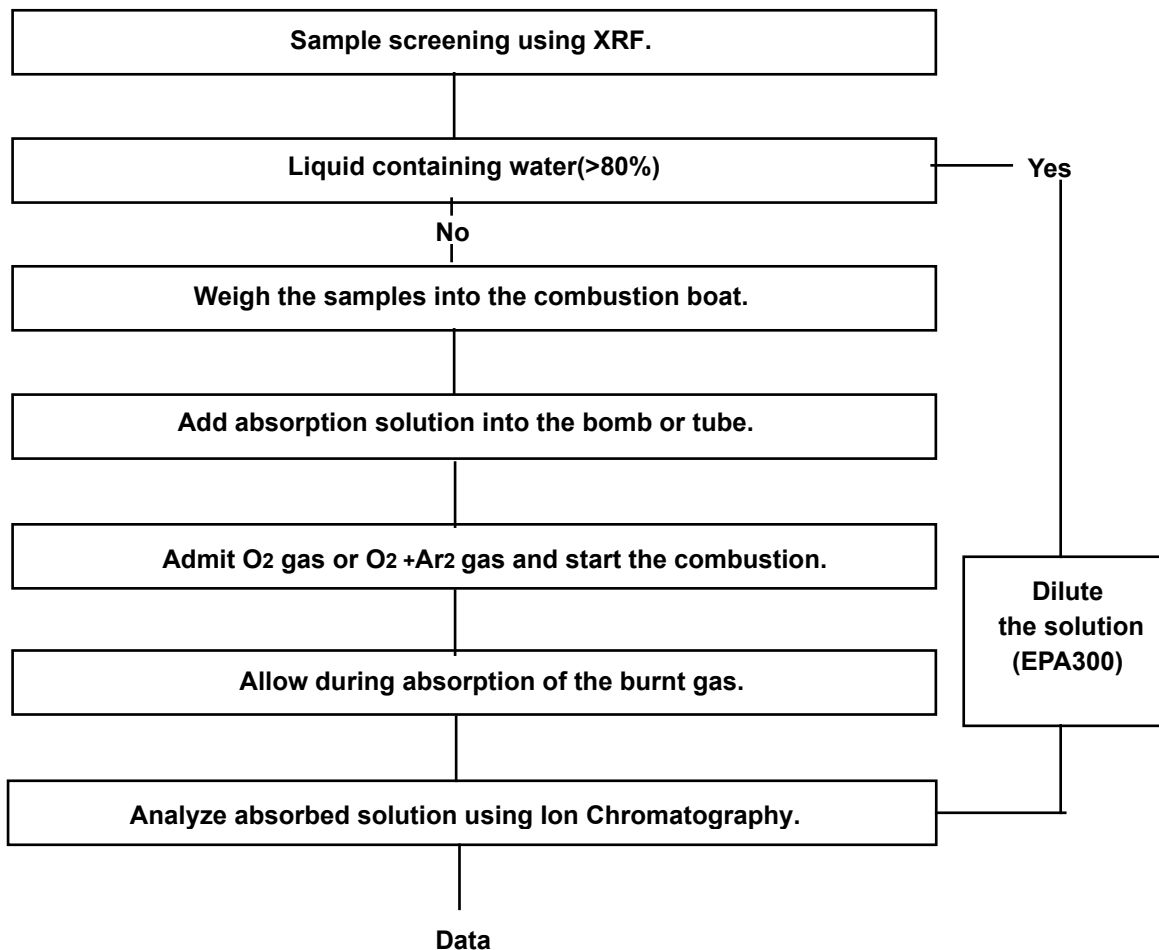 Sample screening using XRF.
Liquid containing water(>80%)
Yes
No
Weigh the samples into the combustion boat.
Add absorption solution into the bomb or tube.
Admit O2 gas or O2 +Ar2 gas and start the combustion.
Dilute
the solution
(EPA300)
Allow during absorption of the burnt gas.
Analyze absorbed solution using Ion Chromatography.
Data